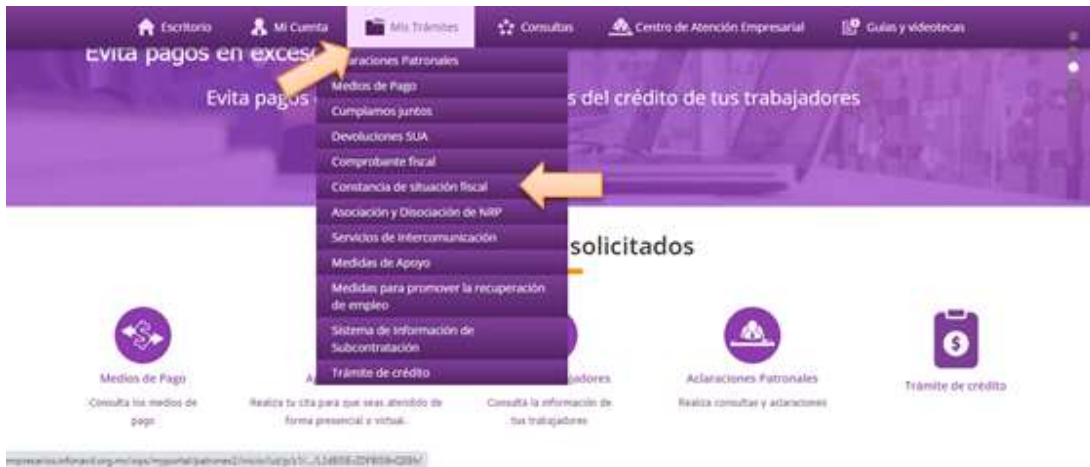 Escritorio
Mi Cuenta
Mis Trámites
Consultas
Centro de Atención Empresarial
Guías y videotecas
Evita pagos en exces
araciones Patronales
Evita pagos
s del crédito de tus trabajadores
Medios de Pago
Cumplamos juntos
Devoluciones SUA
Comprobante fiscal
Constancia de situación fiscal
Asociación y Disociación de NRP
Servicios de Intercomunicación
Medidas de Apoyo
Medidas para promover la recuperación
de empleo
Sistema de Información de
Subcontratación
Trámite de crédito
solicitados
Medios de Pago
Consulta los medios de
pago
A
Realiza tu cita para que seas atendido de
forma presencial o virtual.
adores
Consulta la información de
tus trabajadores
Aclaraciones Patronales
Realiza consultas y aclaraciones
Trámite de crédito